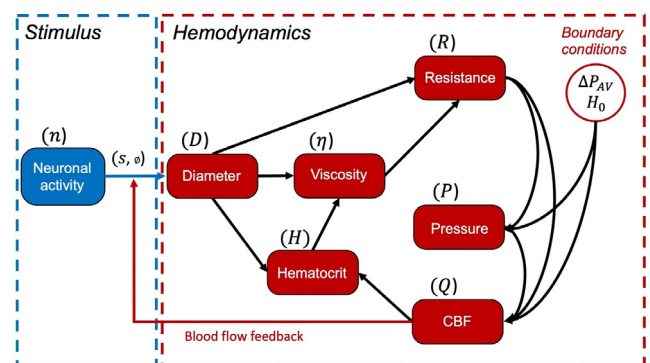 Stimulus
Hemodynamics
Boundary
conditions
(R)
Resistance
ΔP_AV
H_0
(n)
Neuronal
activity
(s, ø)
(D)
Diameter
(η)
Viscosity
(P)
Pressure
(H)
Hematocrit
(Q)
CBF
Blood flow feedback